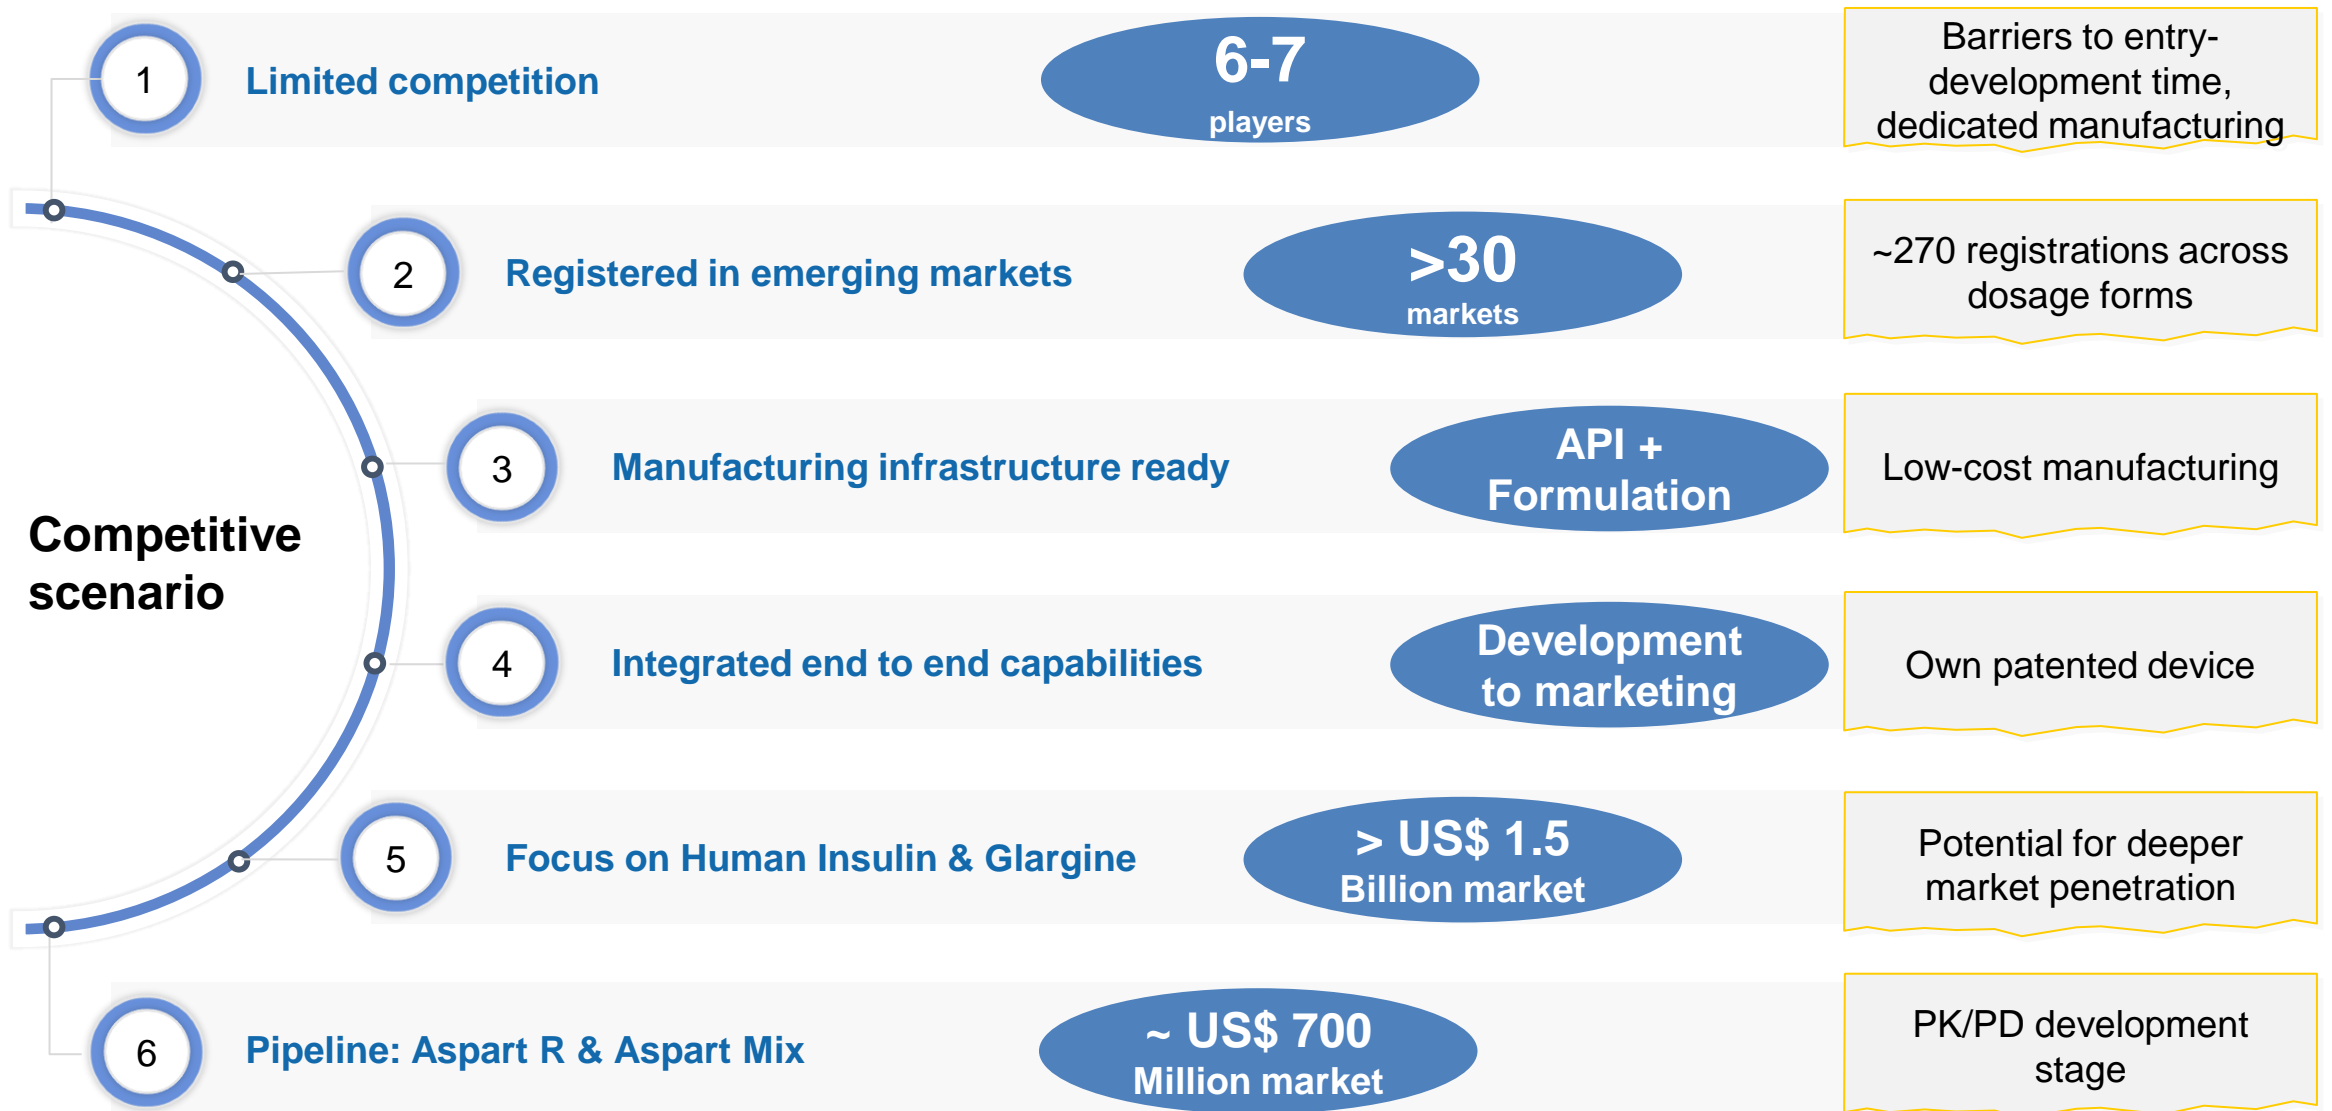 1
Limited competition
6-7
players
Barriers to entry-
development time,
dedicated manufacturing
2
Registered in emerging markets
>30
markets
~270 registrations across
dosage forms
3
Manufacturing infrastructure ready
API +
Formulation
Low-cost manufacturing
Competitive
scenario
4
Integrated end to end capabilities
Development
to marketing
Own patented device
5
Focus on Human Insulin & Glargine
> US$ 1.5
Billion market
Potential for deeper
market penetration
6
Pipeline: Aspart R & Aspart Mix
~ US$ 700
Million market
PK/PD development
stage